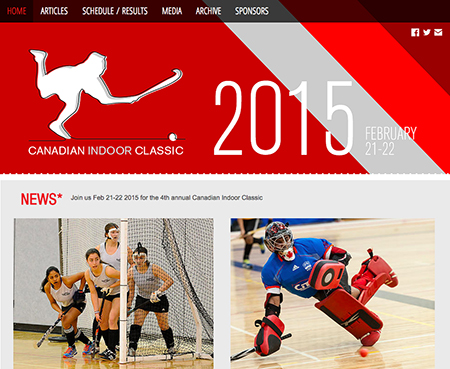 HOME ARTICLES SCHEDULE / RESULTS MEDIA ARCHIVE SPONSORS
CANADIAN INDOOR CLASSIC
2015
FEBRUARY
21-22
NEWS*
Join us Feb 21-22 2015 for the 4th annual Canadian Indoor Classic